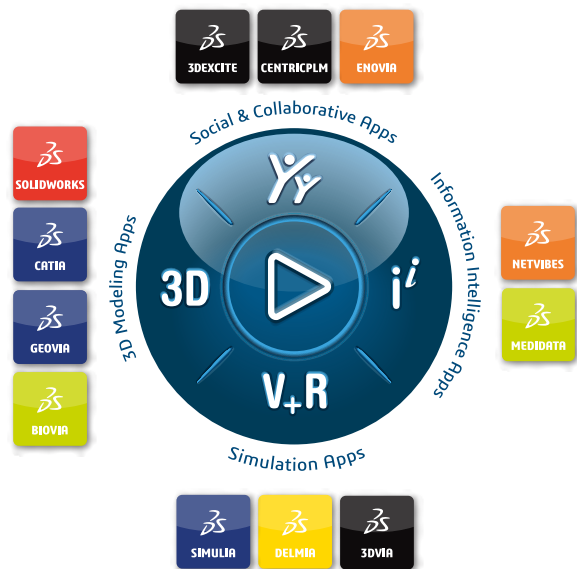 3DEXCITE
CENTRICPLM
ENOVIA
Social & Collaborative Apps
SOLIDWORKS
CATIA
GEOVIA
BIOVIA
3D Modeling Apps
3D
i i
V+R
Information Intelligence Apps
NETVIBES
MEDIDATA
Simulation Apps
SIMULIA
DELMIA
3DVIA